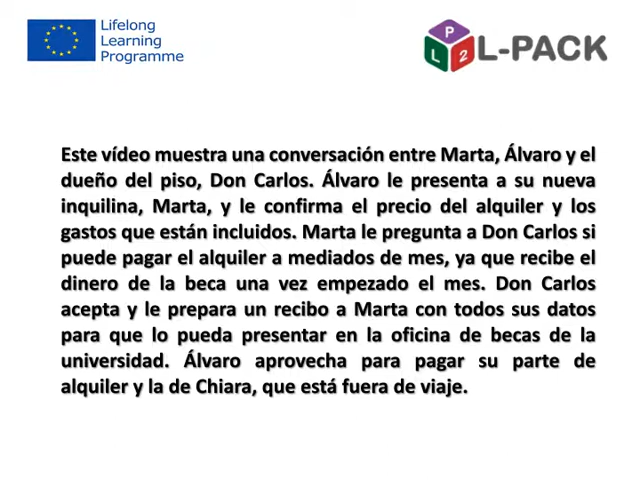 Lifelong
Learning
Programme
P
L
2
L-PACK
Este vídeo muestra una conversación entre Marta, Álvaro y el
dueño del piso, Don Carlos. Álvaro le presenta a su nueva
inquilina, Marta, y le confirma el precio del alquiler y los
gastos que están incluidos. Marta le pregunta a Don Carlos si
puede pagar el alquiler a mediados de mes, ya que recibe el
dinero de la beca una vez empezado el mes. Don Carlos
acepta y le prepara un recibo a Marta con todos sus datos
para que lo pueda presentar en la oficina de becas de la
universidad. Álvaro aprovecha para pagar su parte de
alquiler y la de Chiara, que está fuera de viaje.